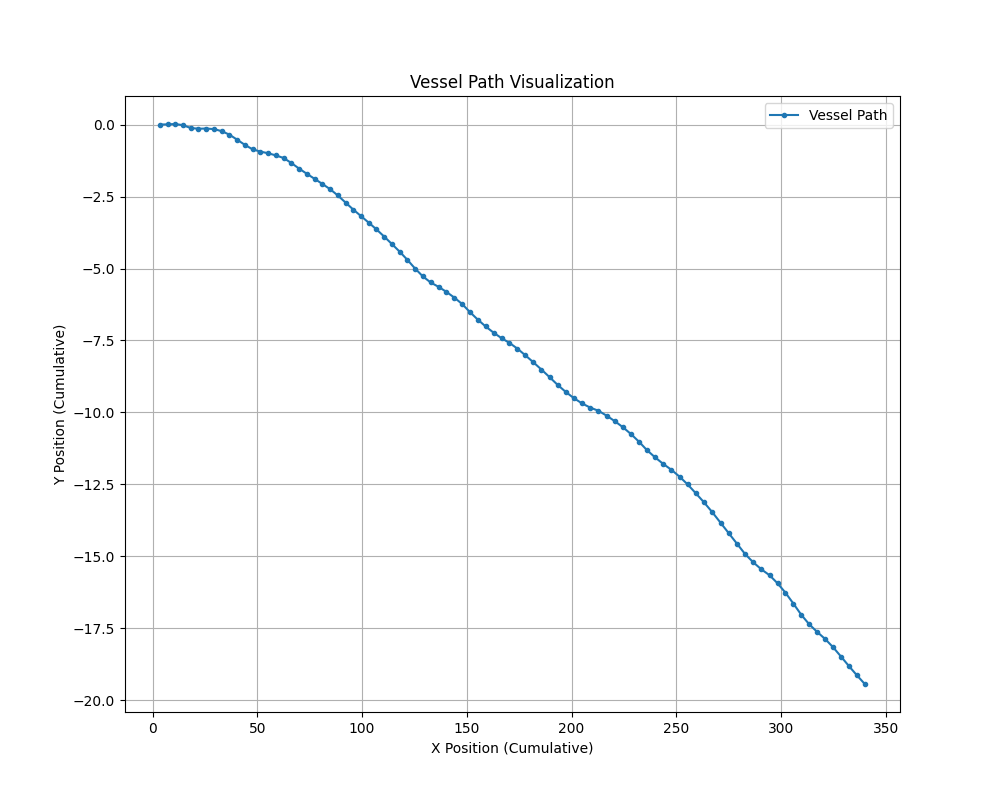 Vessel Path Visualization
Vessel Path
0.0
−2.5
−5.0
−7.5
−10.0
−12.5
−15.0
−17.5
−20.0
Y Position (Cumulative)
0 50 100 150 200 250 300 350
X Position (Cumulative)